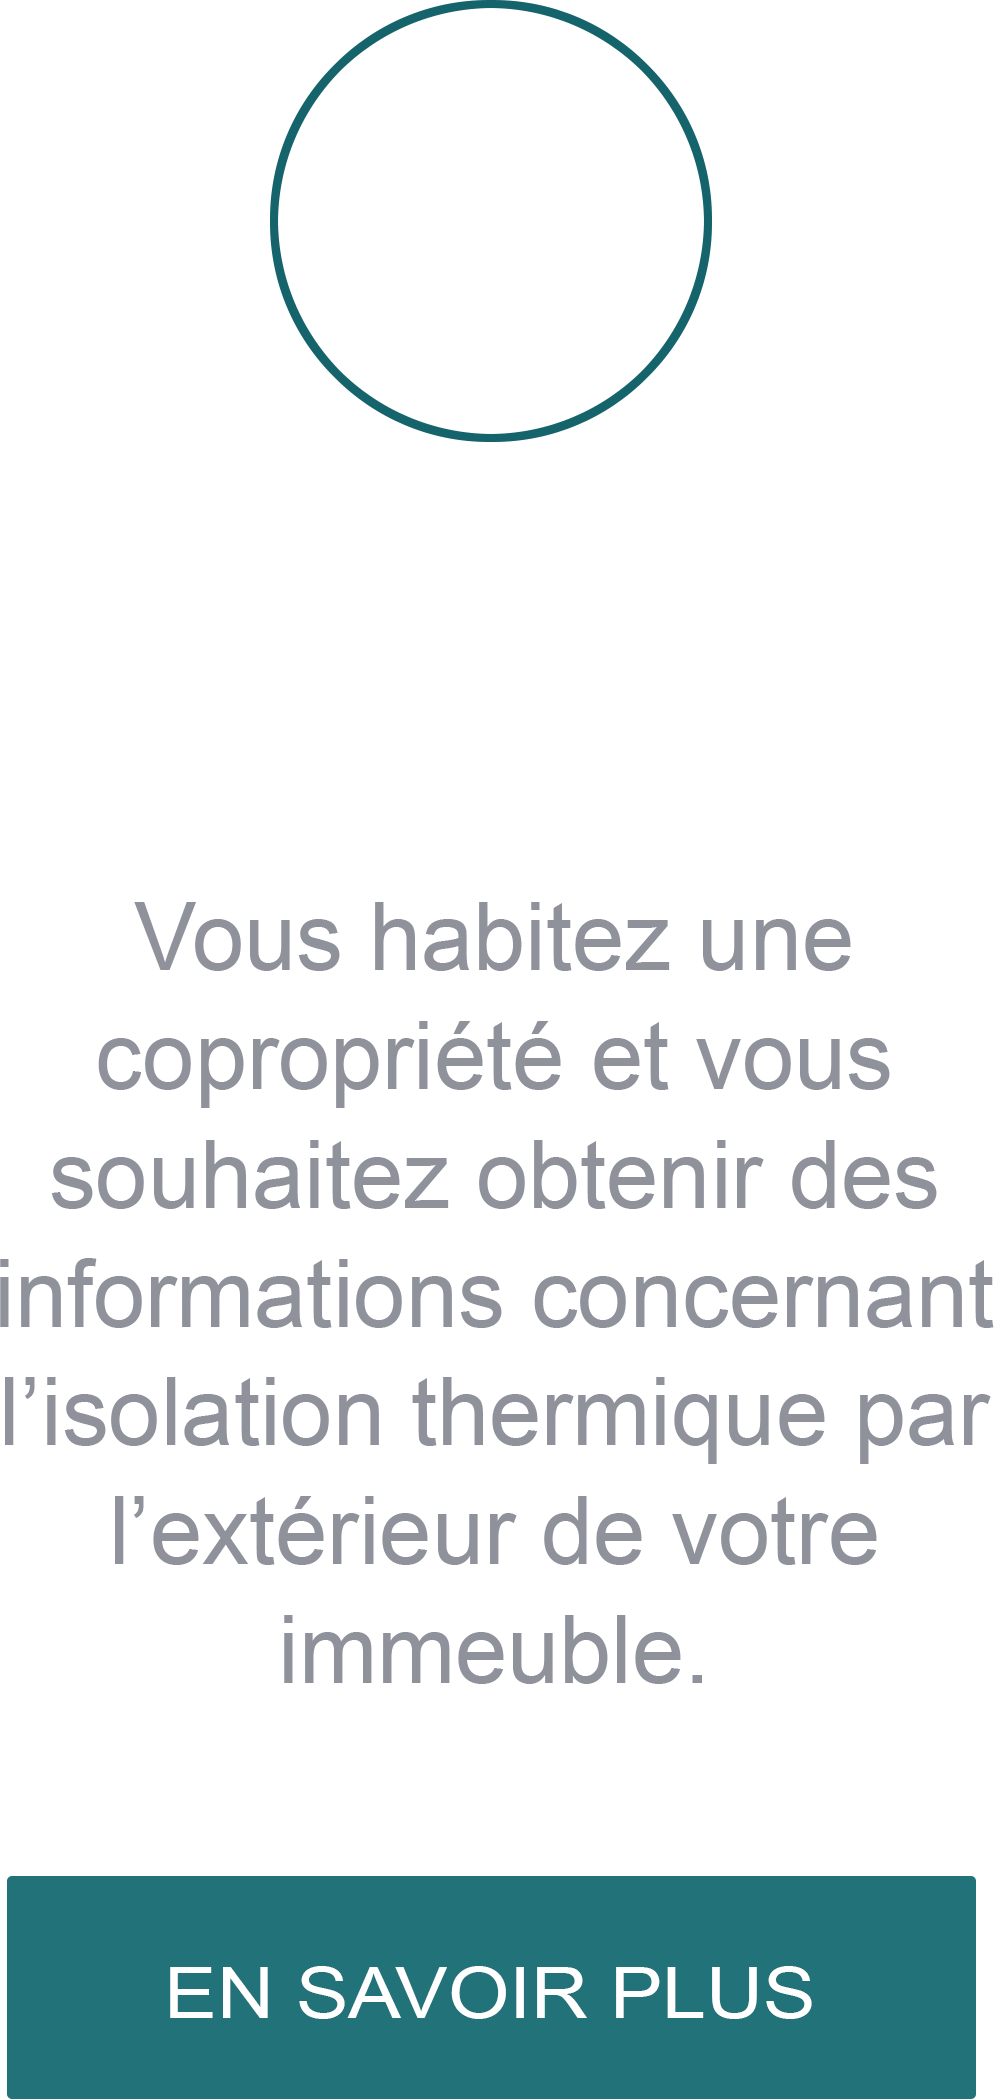 Vous habitez une
copropriété et vous
souhaitez obtenir des
informations concernant
l’isolation thermique par
l’extérieur de votre
immeuble.
EN SAVOIR PLUS